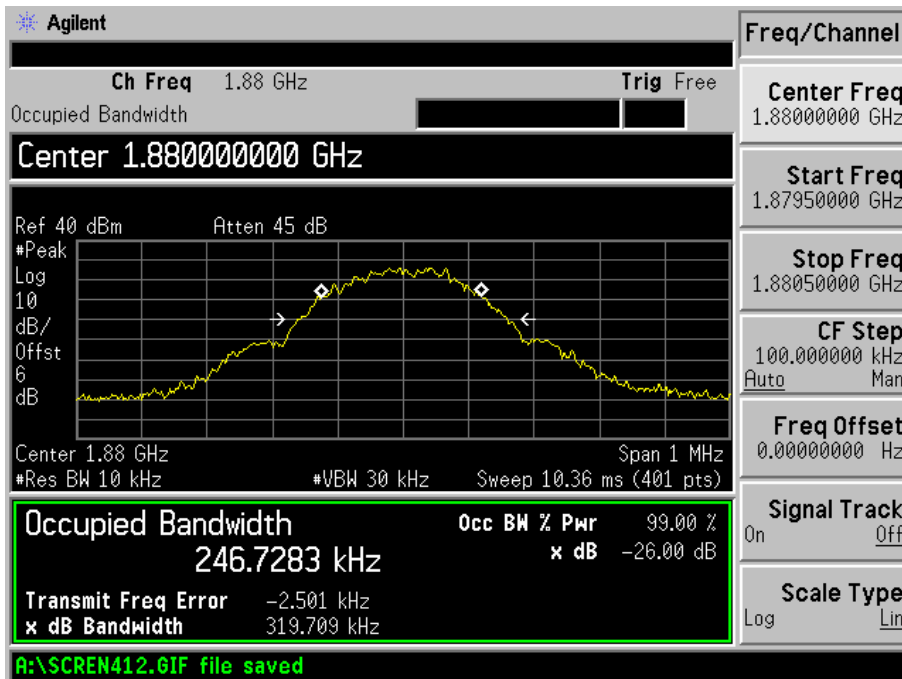 Agilent
Ch Freq 1.88 GHz Trig Free
Occupied Bandwidth
Center 1.880000000 GHz
Ref 40 dBm Atten 45 dB
#Peak
Log
10
dB/
Offst
6
dB
Center 1.88 GHz Span 1 MHz
#Res BW 10 kHz #VBW 30 kHz Sweep 10.36 ms (401 pts)
Occupied Bandwidth Occ BW % Pwr 99.00 %
246.7283 kHz x dB -26.00 dB
Transmit Freq Error -2.501 kHz
x dB Bandwidth 319.709 kHz
A:\SCREN412.GIF file saved
Freq/Channel
Center Freq
1.88000000 GHz
Start Freq
1.87950000 GHz
Stop Freq
1.88050000 GHz
CF Step
100.000000 kHz
Auto Man
Freq Offset
0.00000000 Hz
Signal Track
On Off
Scale Type
Log Lin